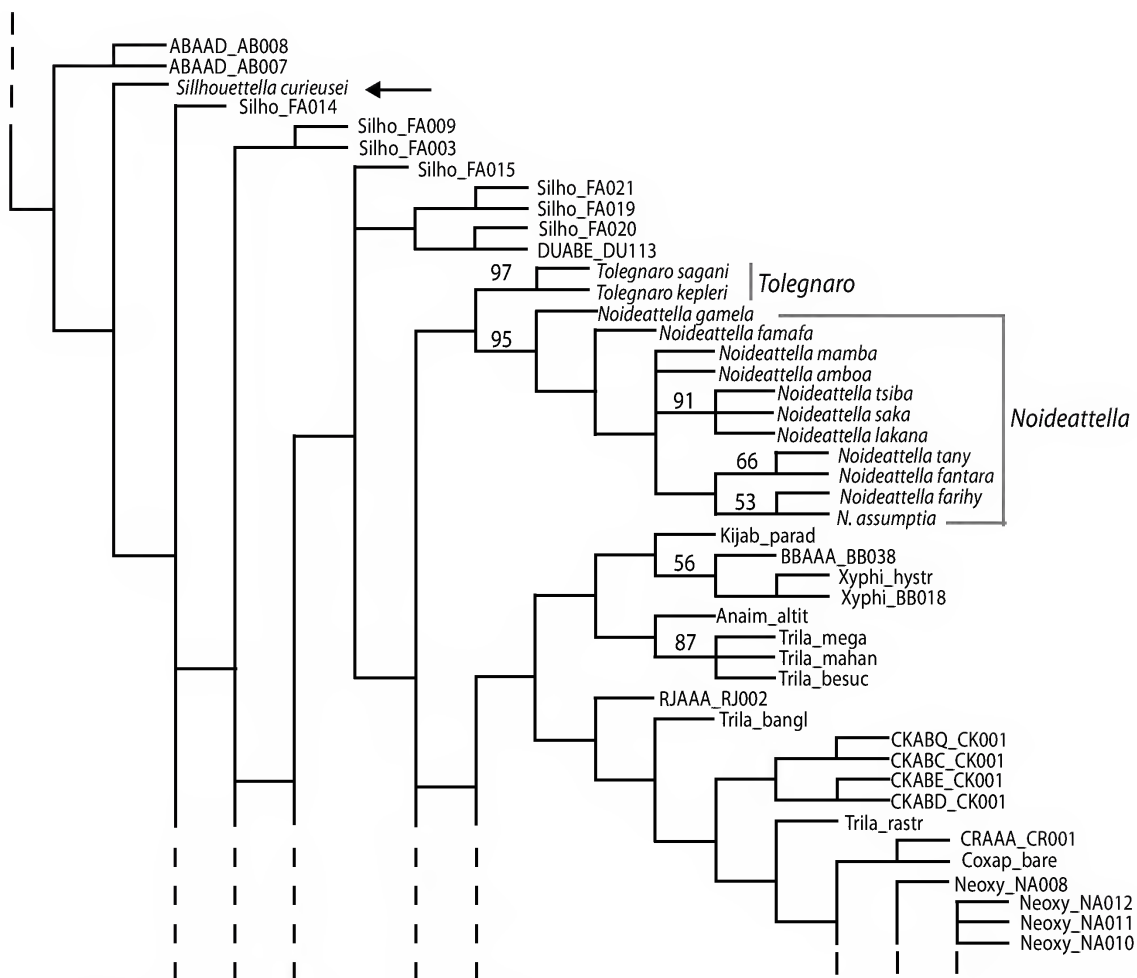 ABAAD_AB008
ABAAD_AB007
Sillhouettella curieusei
Silho_FA014
Silho_FA009
Silho_FA003
Silho_FA015
Silho_FA021
Silho_FA019
Silho_FA020
DUABE_DU113
97 Tolegnaro sagani
Tolegnaro
Tolegnaro kepleri
Noideattella gamela
Noideattella famafa
95
Noideattella mamba
Noideattella amboa
Noideattella tsiba
91
Noideattella saka
Noideattella
Noideattella lakana
Noideattella tany
66
Noideattella fantara
Noideattella farihy
53
N. assumptia
Kijab_parad
BBAAA_BB038
56
Xyphi_hystr
Xyphi_BB018
Anaim_altit
Trila_mega
87
Trila_mahan
Trila_besuc
RJAAA_RJ002
Trila_bangl
CKABQ_CK001
CKABC_CK001
CKABE_CK001
CKABD_CK001
Trila_rastr
CRAAA_CR001
Coxap_bare
Neoxy_NA008
Neoxy_NA012
Neoxy_NA011
Neoxy_NA010